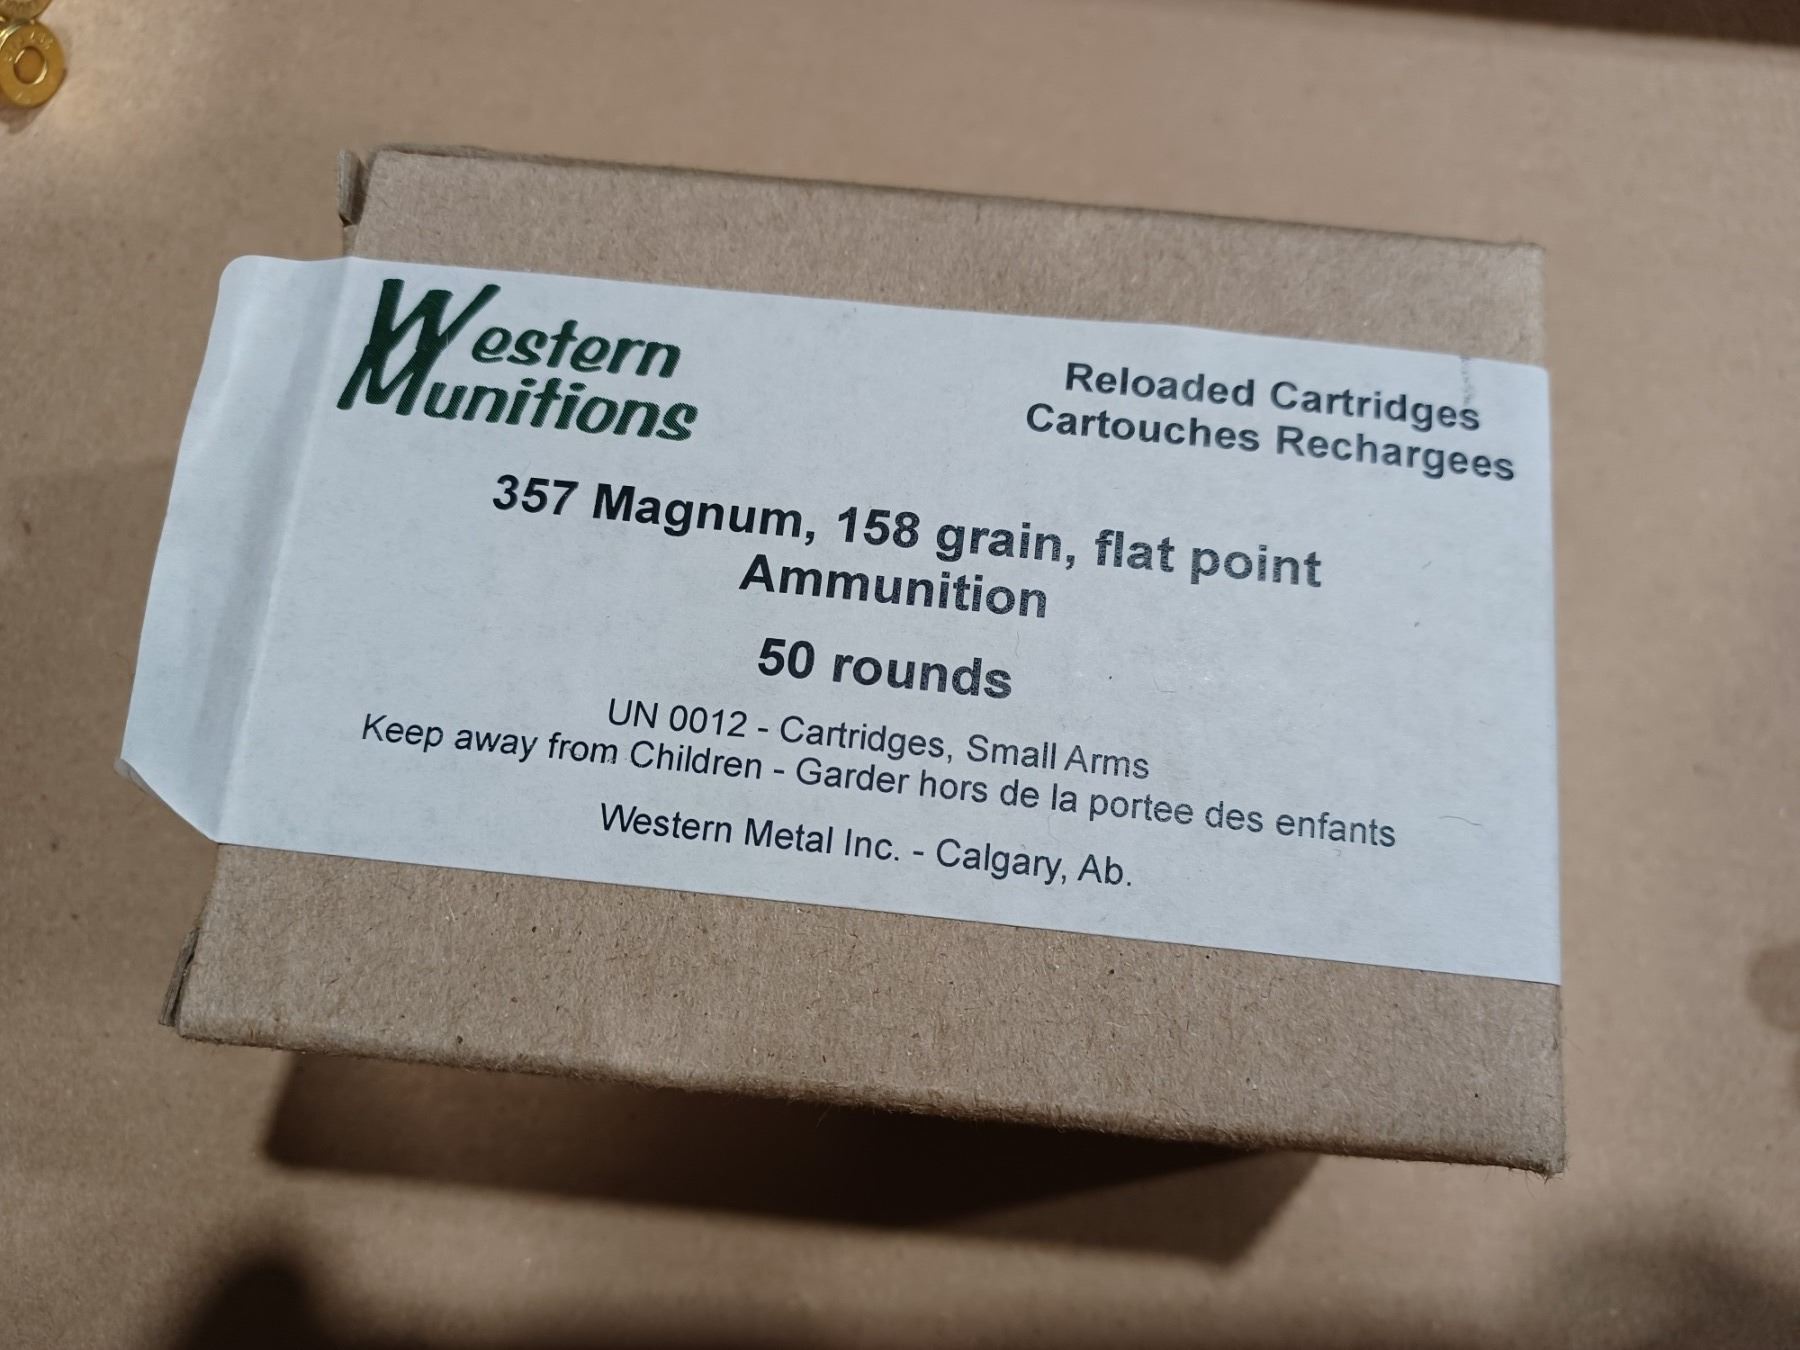 Western
Munitions
Reloaded Cartridges
Cartouches Rechargees
357 Magnum, 158 grain, flat point
Ammunition
50 rounds
UN 0012 - Cartridges, Small Arms
Keep away from Children - Garder hors de la portee des enfants
Western Metal Inc. - Calgary, Ab.